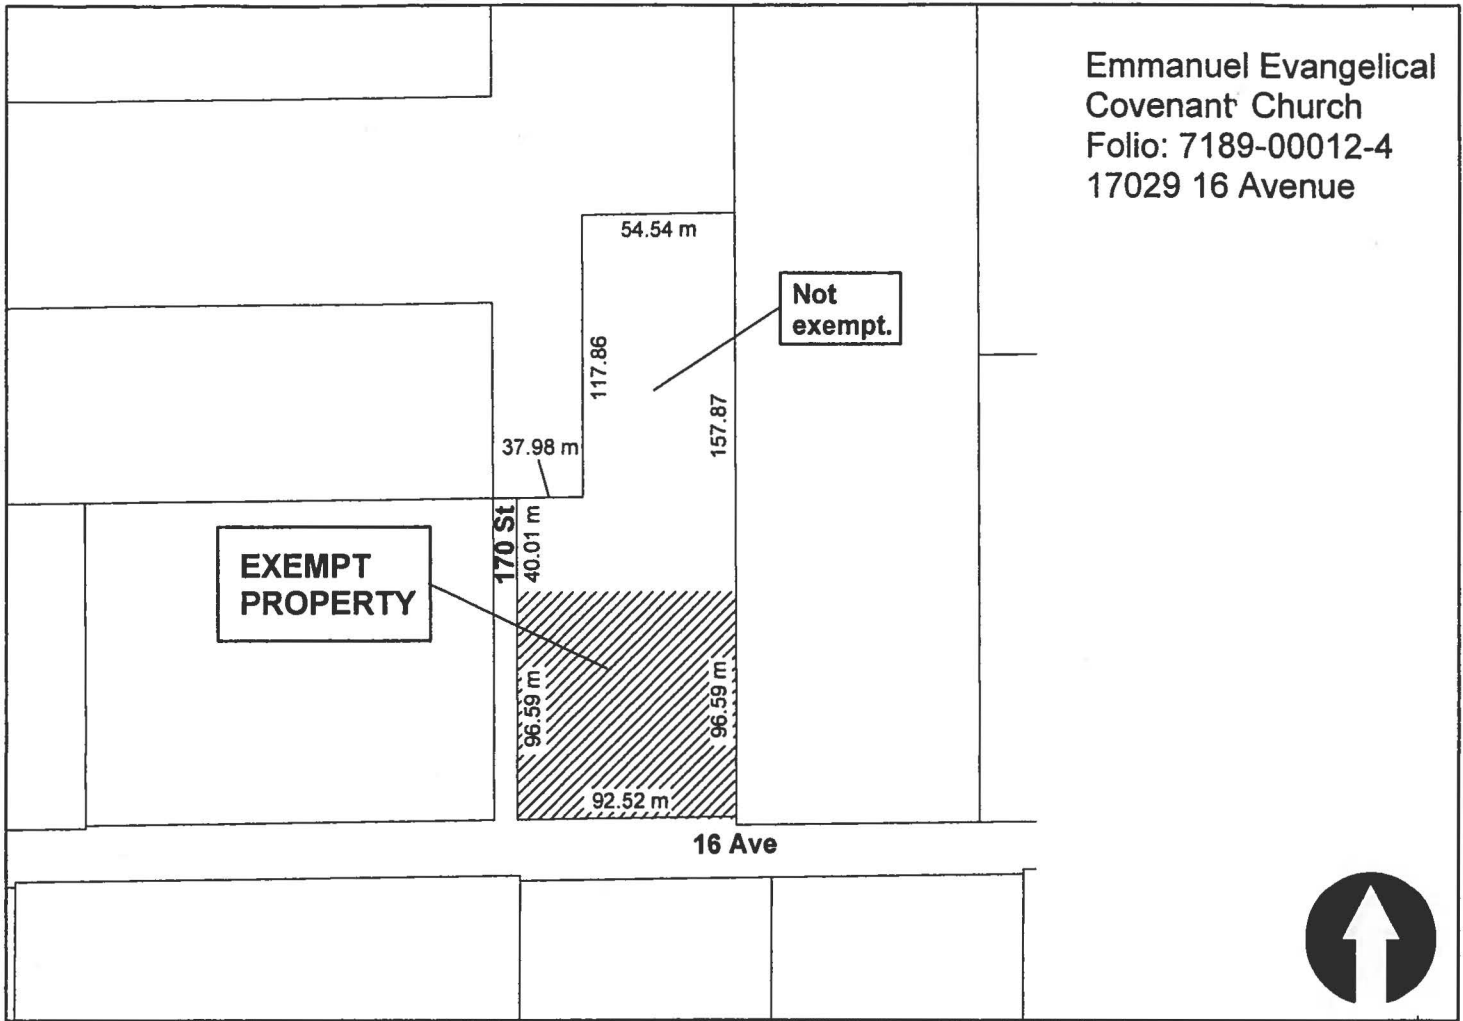 Emmanuel Evangelical
Covenant Church
Folio: 7189-00012-4
17029 16 Avenue
54.54 m
Not
exempt.
117.86
157.87
37.98 m
170 St
40.01 m
EXEMPT
PROPERTY
96.59 m
96.59 m
92.52 m
16 Ave